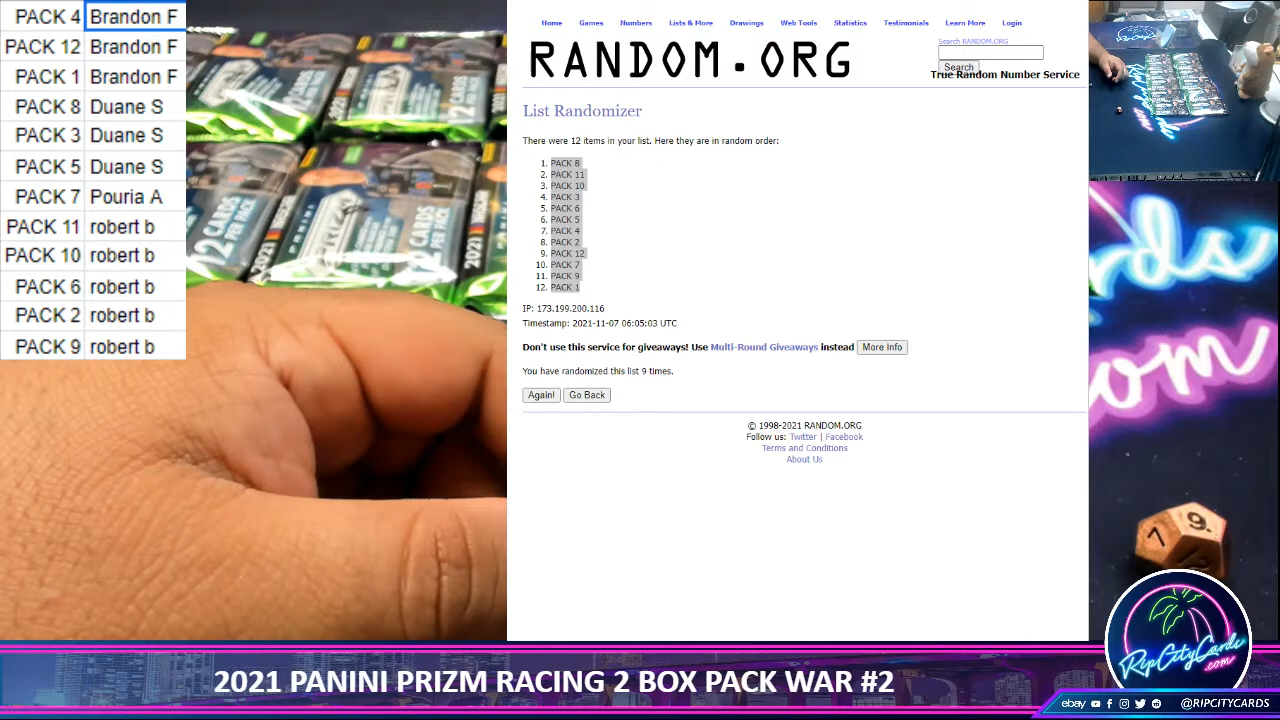 PACK 4 Brandon F
PACK 12 Brandon F
PACK 1 Brandon F
PACK 8 Duane S
PACK 3 Duane S
PACK 5 Duane S
PACK 7 Pouria A
PACK 11 robert b
PACK 10 robert b
PACK 6 robert b
PACK 2 robert b
PACK 9 robert b
12 CARDS PER PACK
2021
Home Games Numbers Lists & More Drawings Web Tools Statistics Testimonials Learn More Login
RANDOM.ORG
Search RANDOM.ORG
Search
True Random Number Service
List Randomizer
There were 12 items in your list. Here they are in random order:
1. PACK 8
2. PACK 11
3. PACK 10
4. PACK 3
5. PACK 6
6. PACK 5
7. PACK 4
8. PACK 2
9. PACK 12
10. PACK 7
11. PACK 9
12. PACK 1
IP: 173.199.200.116
Timestamp: 2021-11-07 06:05:03 UTC
Don't use this service for giveaways! Use Multi-Round Giveaways instead More Info
You have randomized this list 9 times.
Again! Go Back
© 1998-2021 RANDOM.ORG
Follow us: Twitter | Facebook
Terms and Conditions
About Us
7 9.
RipCityCards
.com
2021 PANINI PRIZM RACING 2 BOX PACK WAR #2
ebay @RIPCITYCARDS